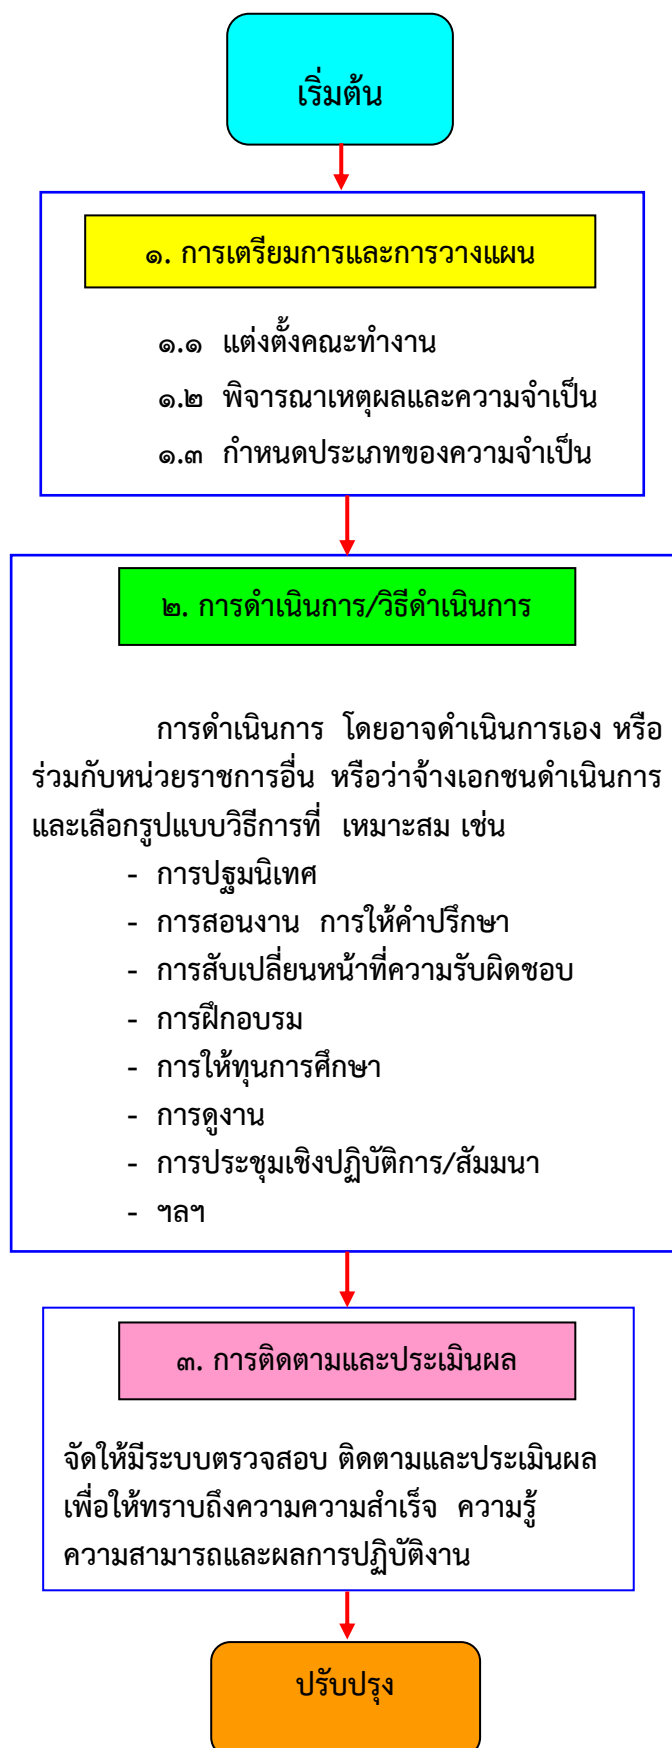 เริ่มต้น
๑. การเตรียมการและการวางแผน
๑.๑ แต่งตั้งคณะทำงาน
๑.๒ พิจารณาเหตุผลและความจำเป็น
๑.๓ กำหนดประเภทของความจำเป็น
๒. การดำเนินการ/วิธีดำเนินการ
การดำเนินการ โดยอาจดำเนินการเอง หรือ
ร่วมกับหน่วยราชการอื่น หรือว่าจ้างเอกชนดำเนินการ
และเลือกรูปแบบวิธีการที่ เหมาะสม เช่น
- การปฐมนิเทศ
- การสอนงาน การให้คำปรึกษา
- การสับเปลี่ยนหน้าที่ความรับผิดชอบ
- การฝึกอบรม
- การให้ทุนการศึกษา
- การดูงาน
- การประชุมเชิงปฏิบัติการ/สัมมนา
- ฯลฯ
๓. การติดตามและประเมินผล
จัดให้มีระบบตรวจสอบ ติดตามและประเมินผล
เพื่อให้ทราบถึงความความสำเร็จ ความรู้
ความสามารถและผลการปฏิบัติงาน
ปรับปรุง